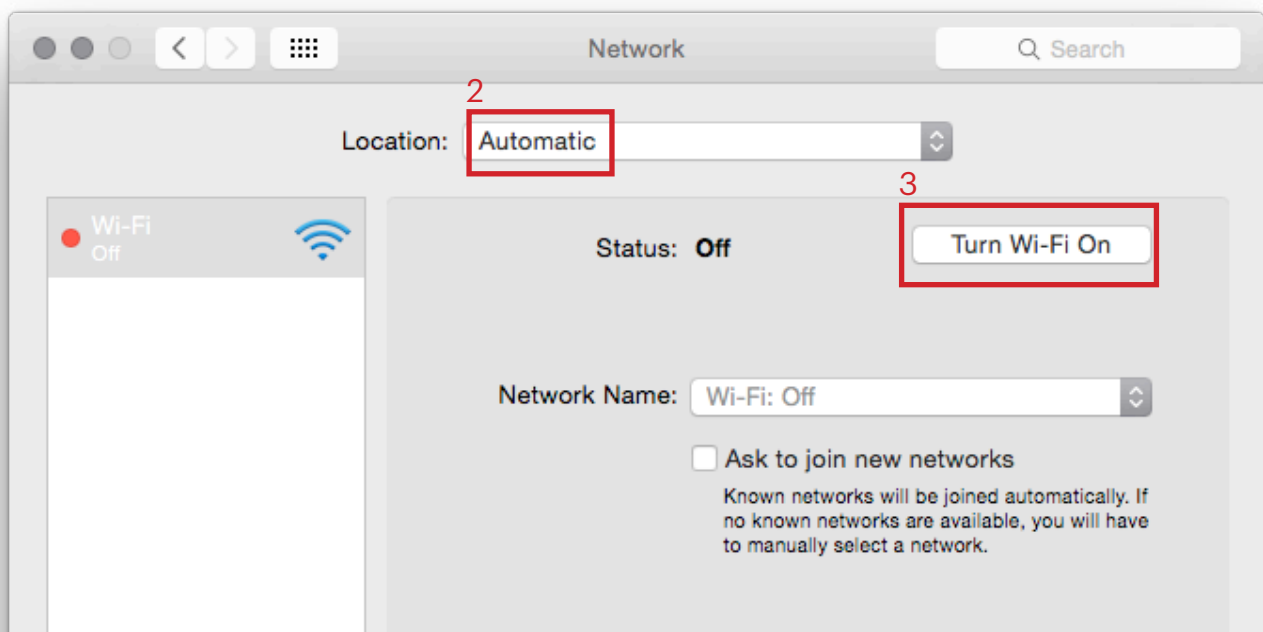 Network
Search
2
Location: Automatic
3
Wi-Fi
Off
Status: Off
Turn Wi-Fi On
Network Name: Wi-Fi: Off
Ask to join new networks
Known networks will be joined automatically. If
no known networks are available, you will have
to manually select a network.